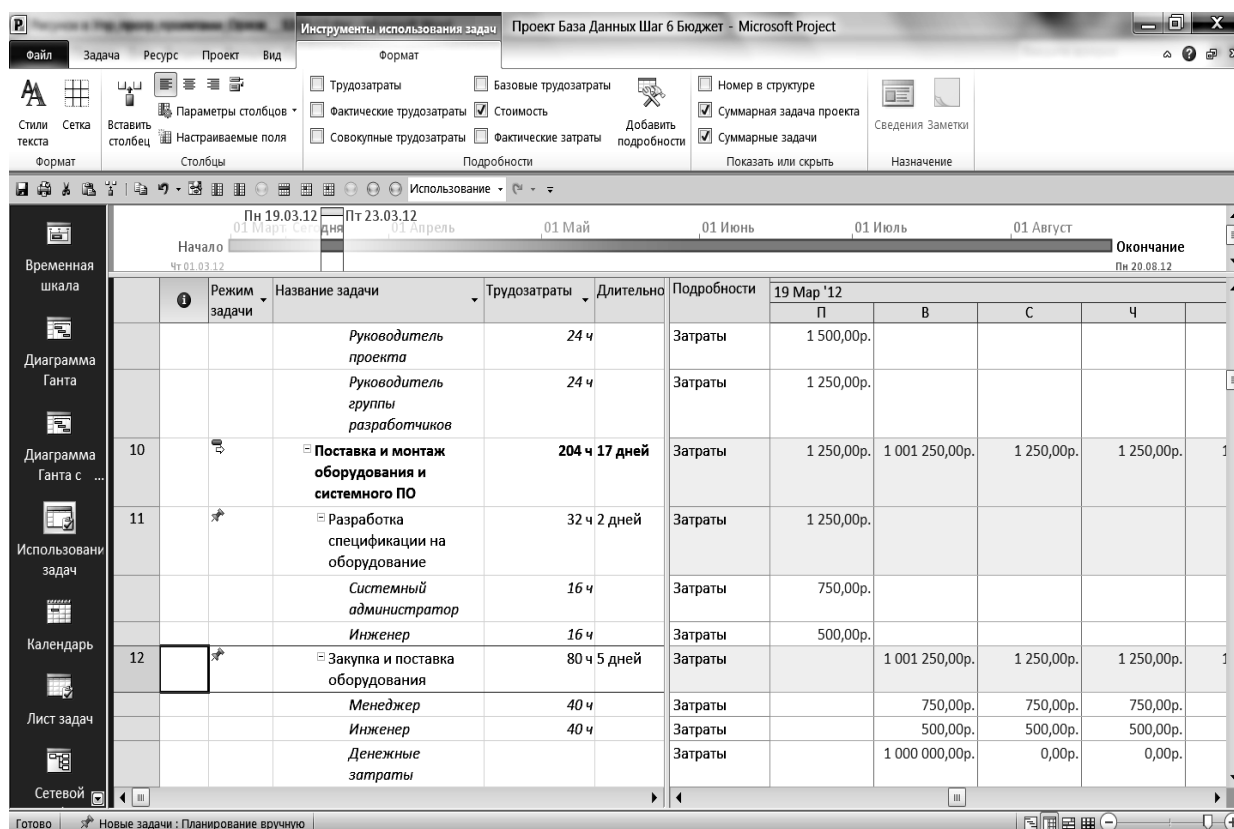 Инструменты использования задач
Проект База Данных Шаг 6 Бюджет - Microsoft Project
Файл Задача Ресурс Проект Вид Формат
Стили текста
Сетка
Формат
Вставить столбец
Параметры столбцов
Настраиваемые поля
Столбцы
Трудозатраты
Фактические трудозатраты
Совокупные трудозатраты
Базовые трудозатраты
Стоимость
Фактические затраты
Добавить подробности
Подробности
Номер в структуре
Суммарная задача проекта
Суммарные задачи
Показать или скрыть
Сведения Заметки
Назначение
Использование
Пн 19.03.12 Пт 23.03.12
01 Март Сегодня 01 Апрель 01 Май 01 Июнь 01 Июль 01 Август
Начало
Чт 01.03.12
Окончание
Пн 20.08.12
Временная шкала
Диаграмма Ганта
Диаграмма Ганта с ...
Использовани задач
Календарь
Лист задач
Сетевой
Режим задачи Название задачи Трудозатраты Длительно Подробности 19 Мар '12
П В С Ч
Руководитель проекта 24 ч Затраты 1 500,00р.
Руководитель группы разработчиков 24 ч Затраты 1 250,00р.
10 Поставка и монтаж оборудования и системного ПО 204 ч 17 дней Затраты 1 250,00р. 1 001 250,00р. 1 250,00р. 1 250,00р. 1
11 Разработка спецификации на оборудование 32 ч 2 дней Затраты 1 250,00р.
Системный администратор 16 ч Затраты 750,00р.
Инженер 16 ч Затраты 500,00р.
12 Закупка и поставка оборудования 80 ч 5 дней Затраты 1 001 250,00р. 1 250,00р. 1 250,00р. 1
Менеджер 40 ч Затраты 750,00р. 750,00р. 750,00р.
Инженер 40 ч Затраты 500,00р. 500,00р. 500,00р.
Денежные затраты Затраты 1 000 000,00р. 0,00р. 0,00р.
Готово Новые задачи : Планирование вручную